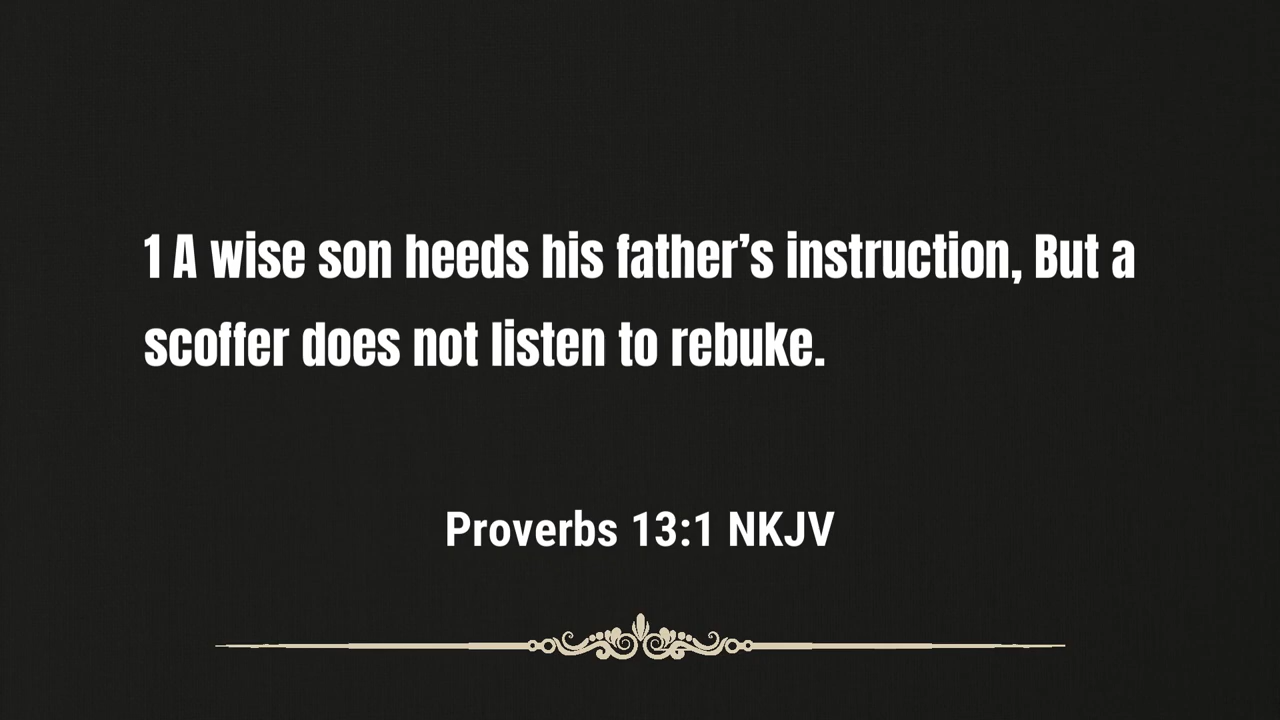 1 A wise son heeds his father’s instruction, But a
scoffer does not listen to rebuke.
Proverbs 13:1 NKJV